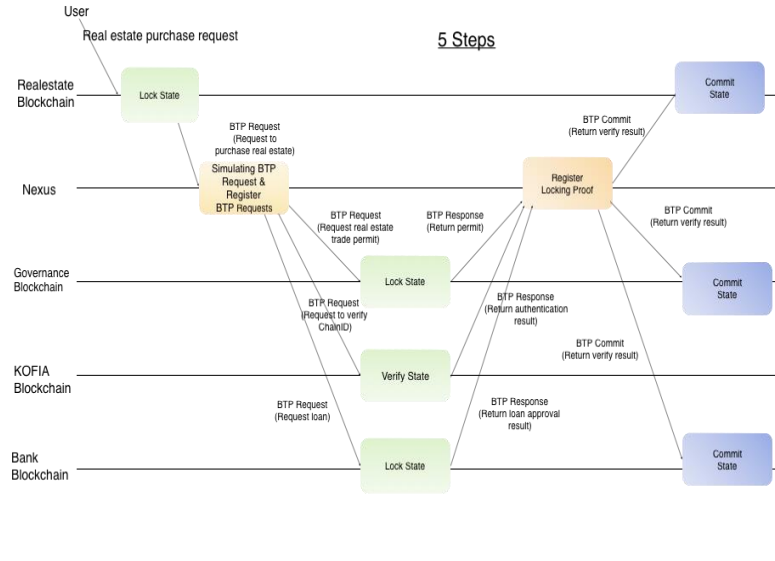 User
Real estate purchase request
5 Steps
Realestate
Blockchain
Lock State
Commit
State
BTP Request
(Request to
purchase real estate)
BTP Commit
(Return verify result)
Nexus
Simulating BTP
Request &
Register
BTP Requests
Register
Locking Proof
BTP Request
(Request real estate
trade permit)
BTP Response
(Return permit)
BTP Commit
(Return verify result)
Governance
Blockchain
Lock State
Commit
State
BTP Request
(Request to verify
ChainID)
BTP Response
(Return authentication
result)
BTP Commit
(Return verify result)
KOFIA
Blockchain
Verify State
BTP Request
(Request loan)
BTP Response
(Return loan approval
result)
Bank
Blockchain
Lock State
Commit
State